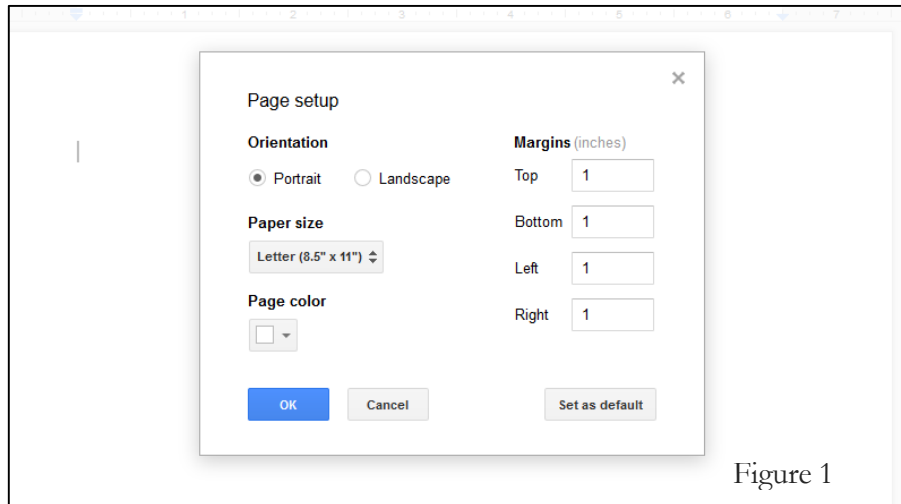 1 2 3 4 5 6 7
Page setup
Orientation
Portrait Landscape
Paper size
Letter (8.5" x 11")
Page color
Margins (inches)
Top 1
Bottom 1
Left 1
Right 1
OK Cancel Set as default
Figure 1